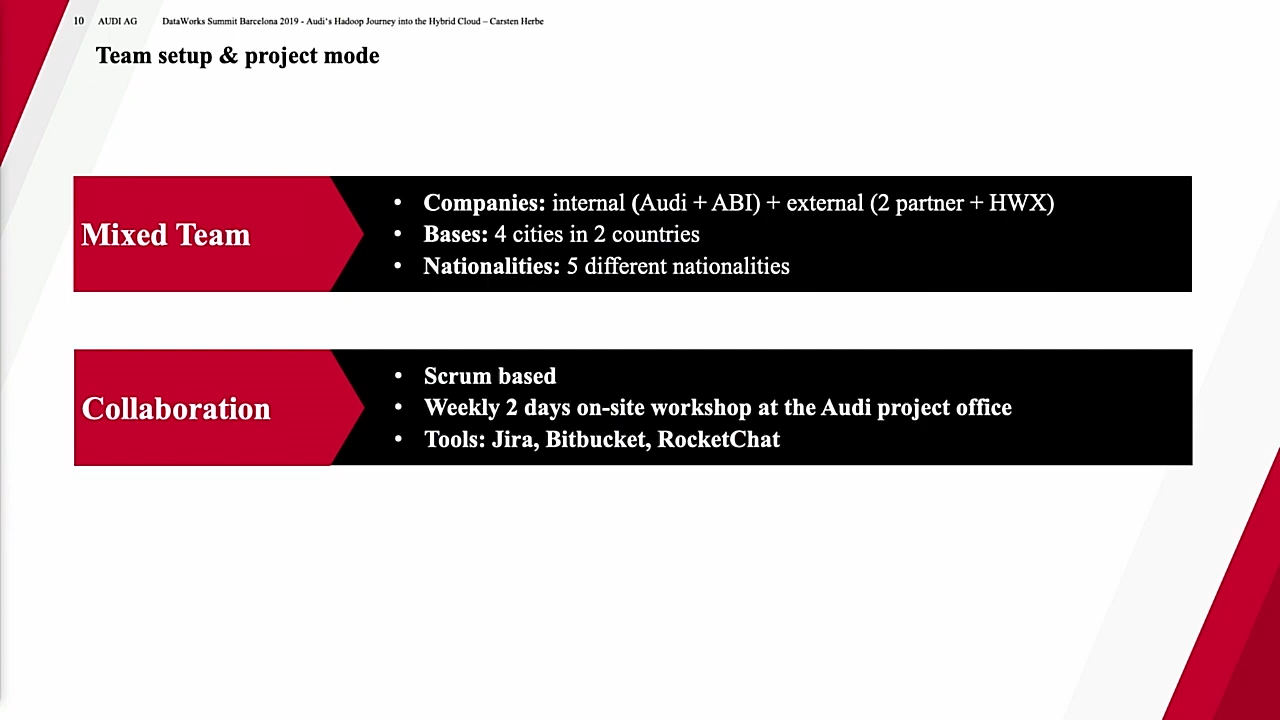 10 AUDI AG DataWorks Summit Barcelona 2019 - Audi's Hadoop Journey into the Hybrid Cloud – Carsten Herbe
Team setup & project mode
Mixed Team
• Companies: internal (Audi + ABI) + external (2 partner + HWX)
• Bases: 4 cities in 2 countries
• Nationalities: 5 different nationalities
Collaboration
• Scrum based
• Weekly 2 days on-site workshop at the Audi project office
• Tools: Jira, Bitbucket, RocketChat